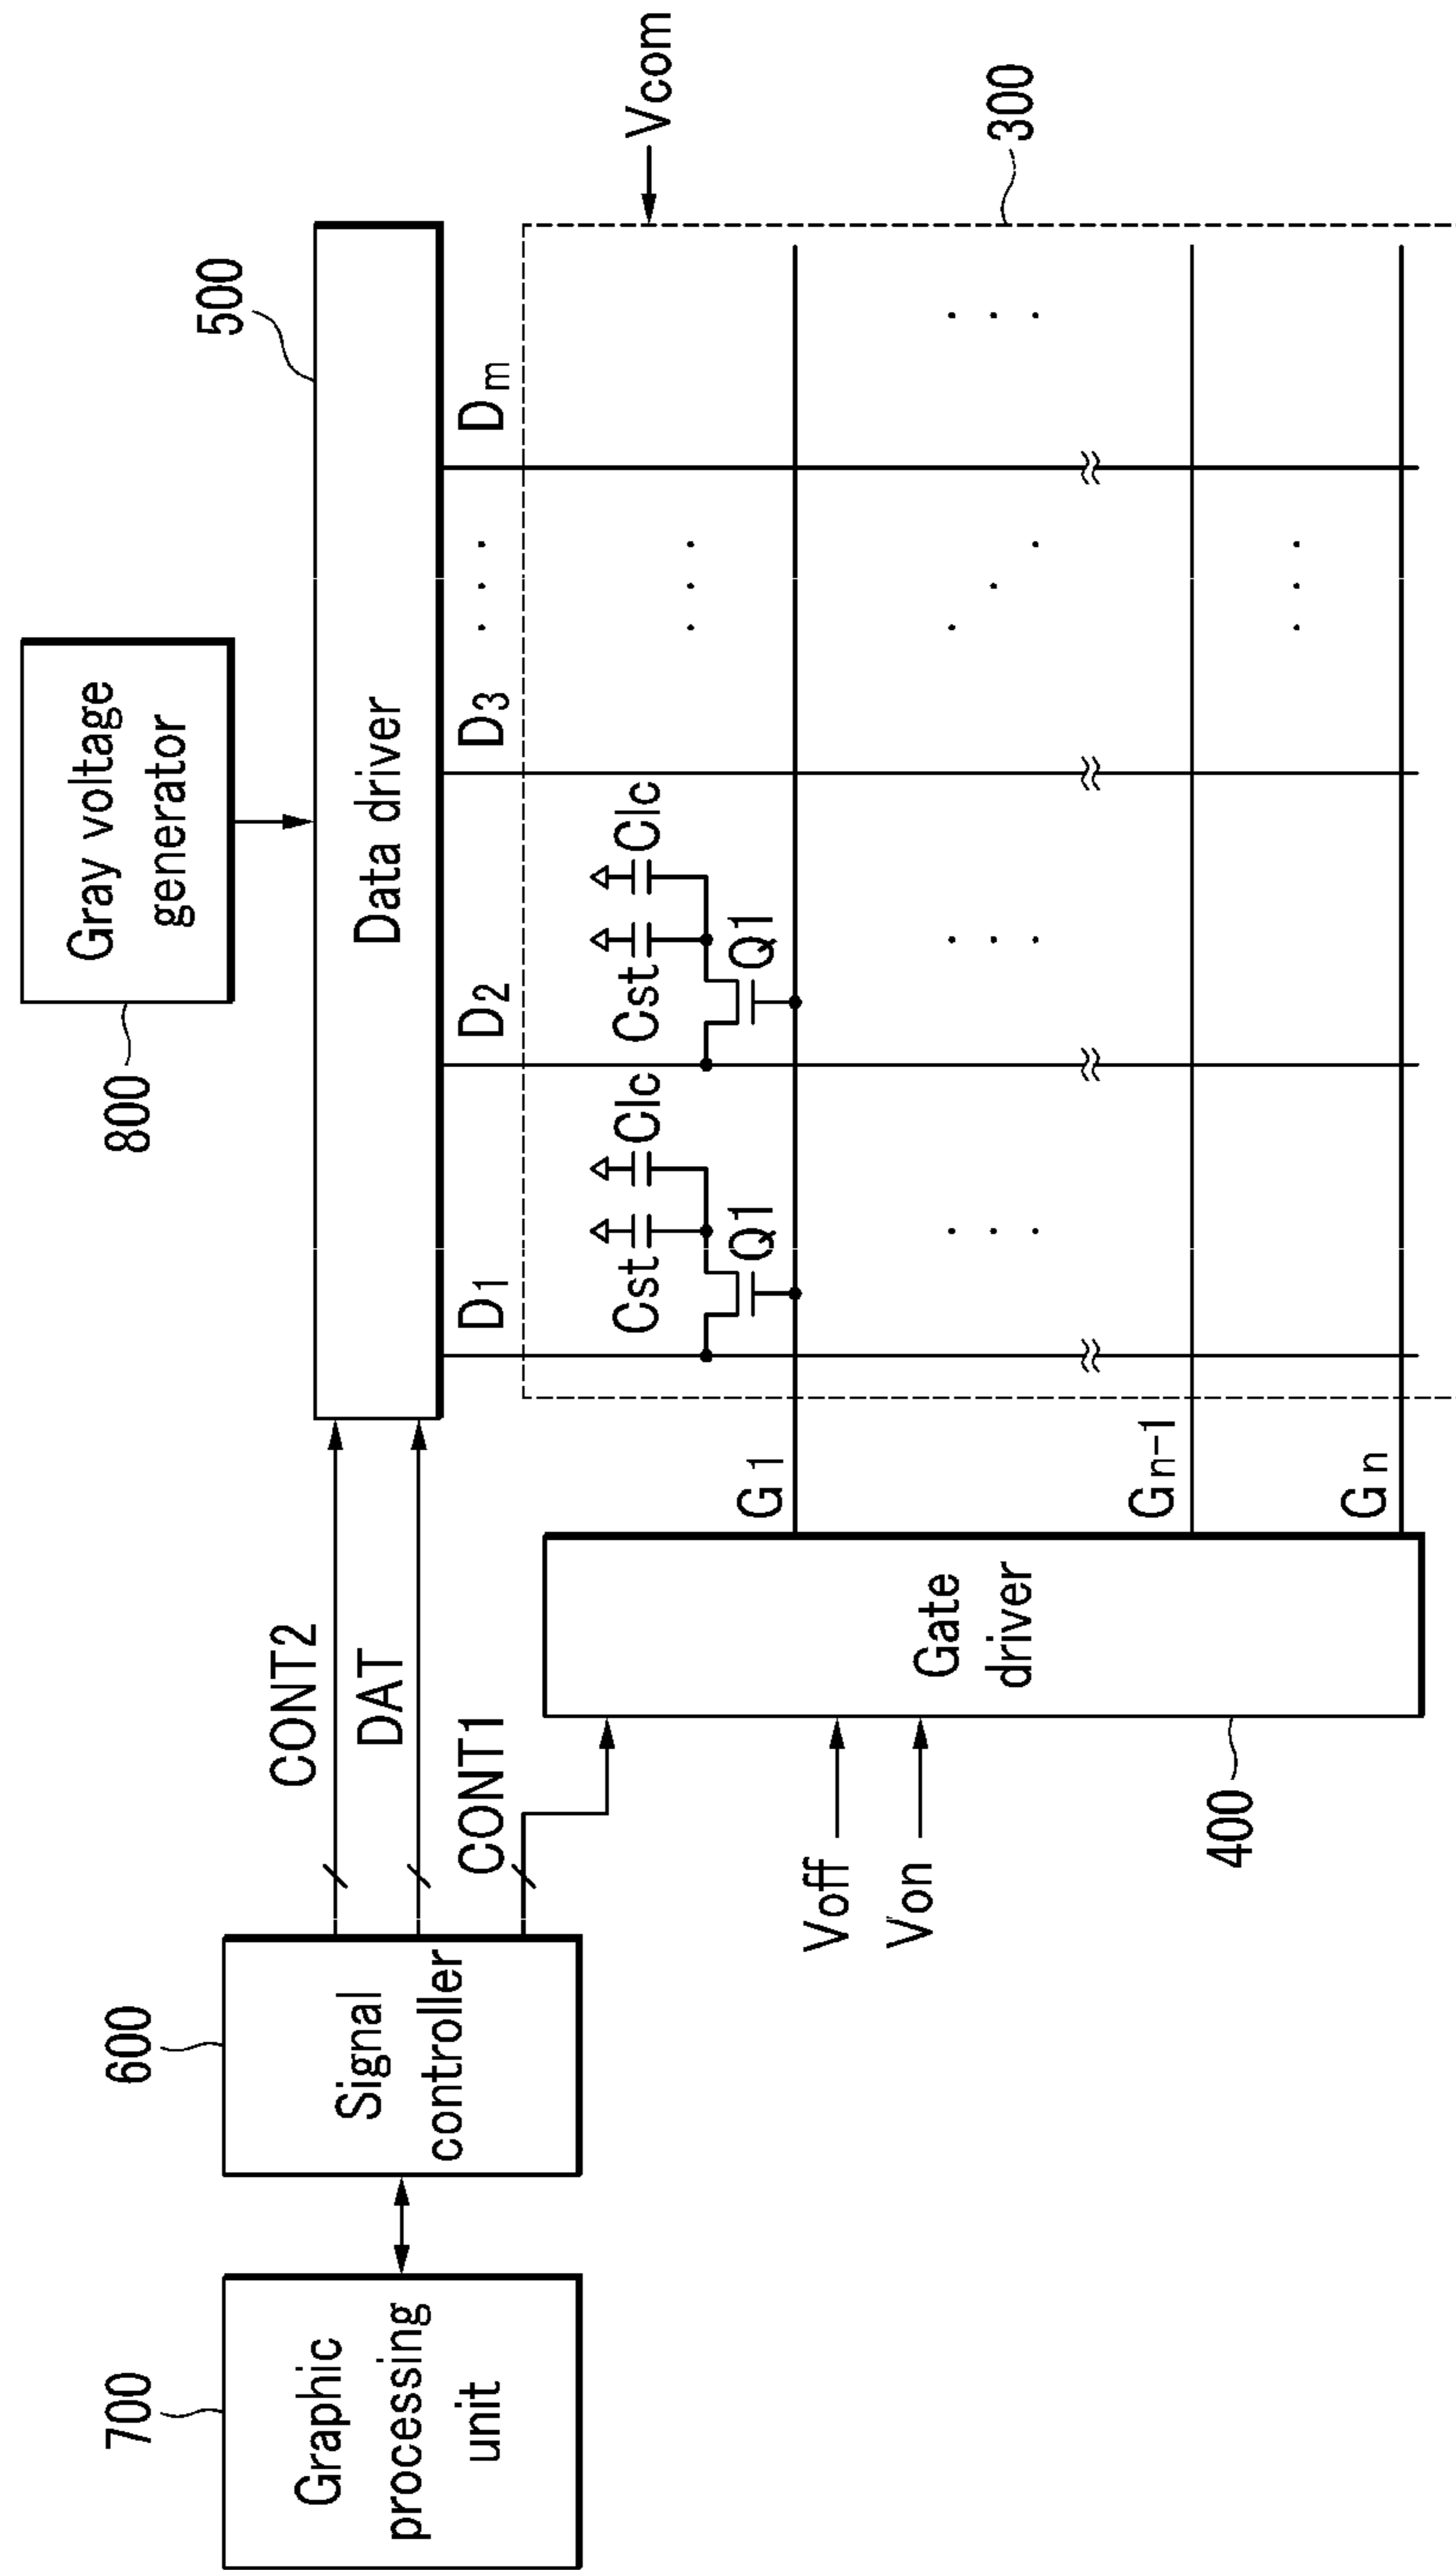 800
Gray voltage
generator
500
Data driver
700
Graphic
processing
unit
600
Signal
controller
CONT2
DAT
CONT1
D1
D2
D3
Dm
Vcom
Cst
Clc
Q1
Cst
Clc
Q1
300
G1
Gn-1
Gn
Gate
driver
Voff
Von
400